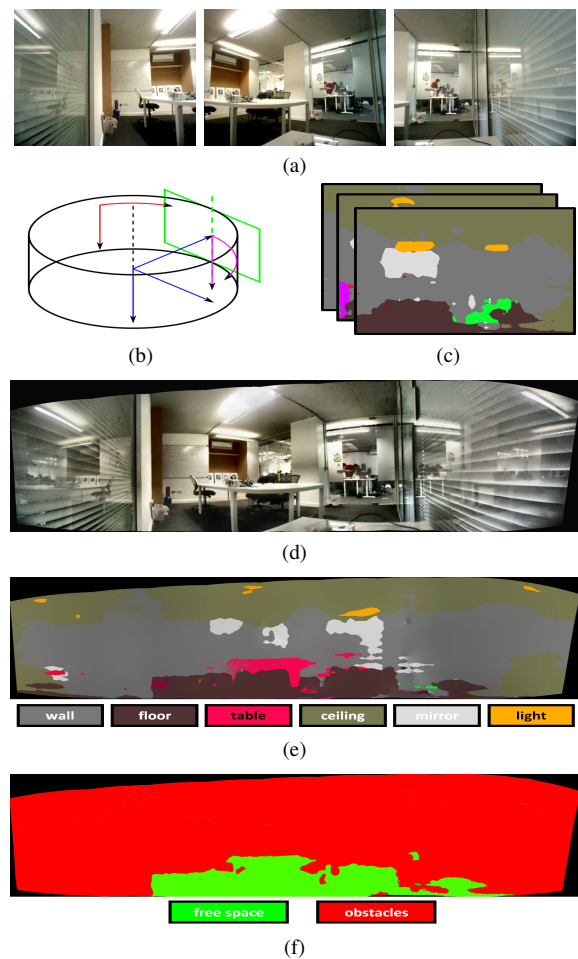 (a)
(b)
(c)
(d)
wall
floor
table
ceiling
mirror
light
(e)
free space
obstacles
(f)